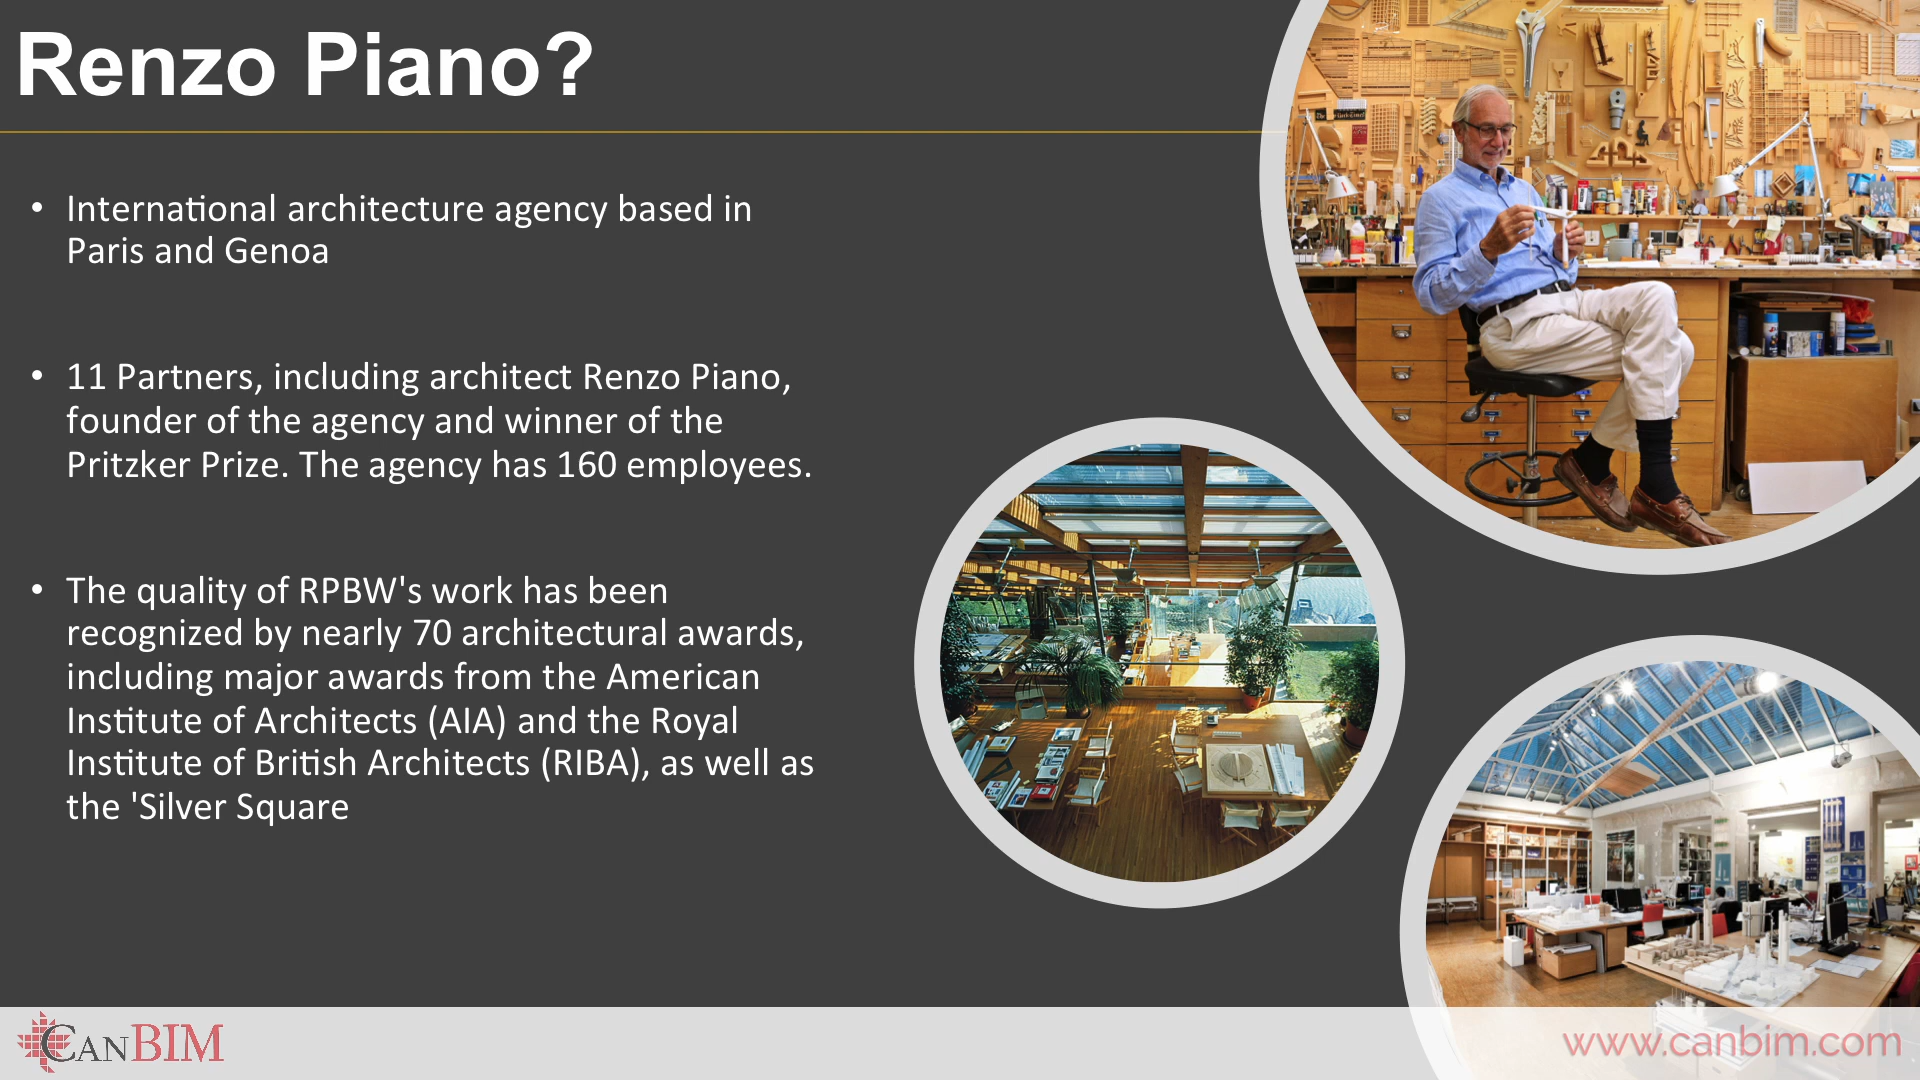 Renzo Piano?
• International architecture agency based in
Paris and Genoa
• 11 Partners, including architect Renzo Piano,
founder of the agency and winner of the
Pritzker Prize. The agency has 160 employees.
• The quality of RPBW's work has been
recognized by nearly 70 architectural awards,
including major awards from the American
Institute of Architects (AIA) and the Royal
Institute of British Architects (RIBA), as well as
the 'Silver Square
CANBIM
www.canbim.com